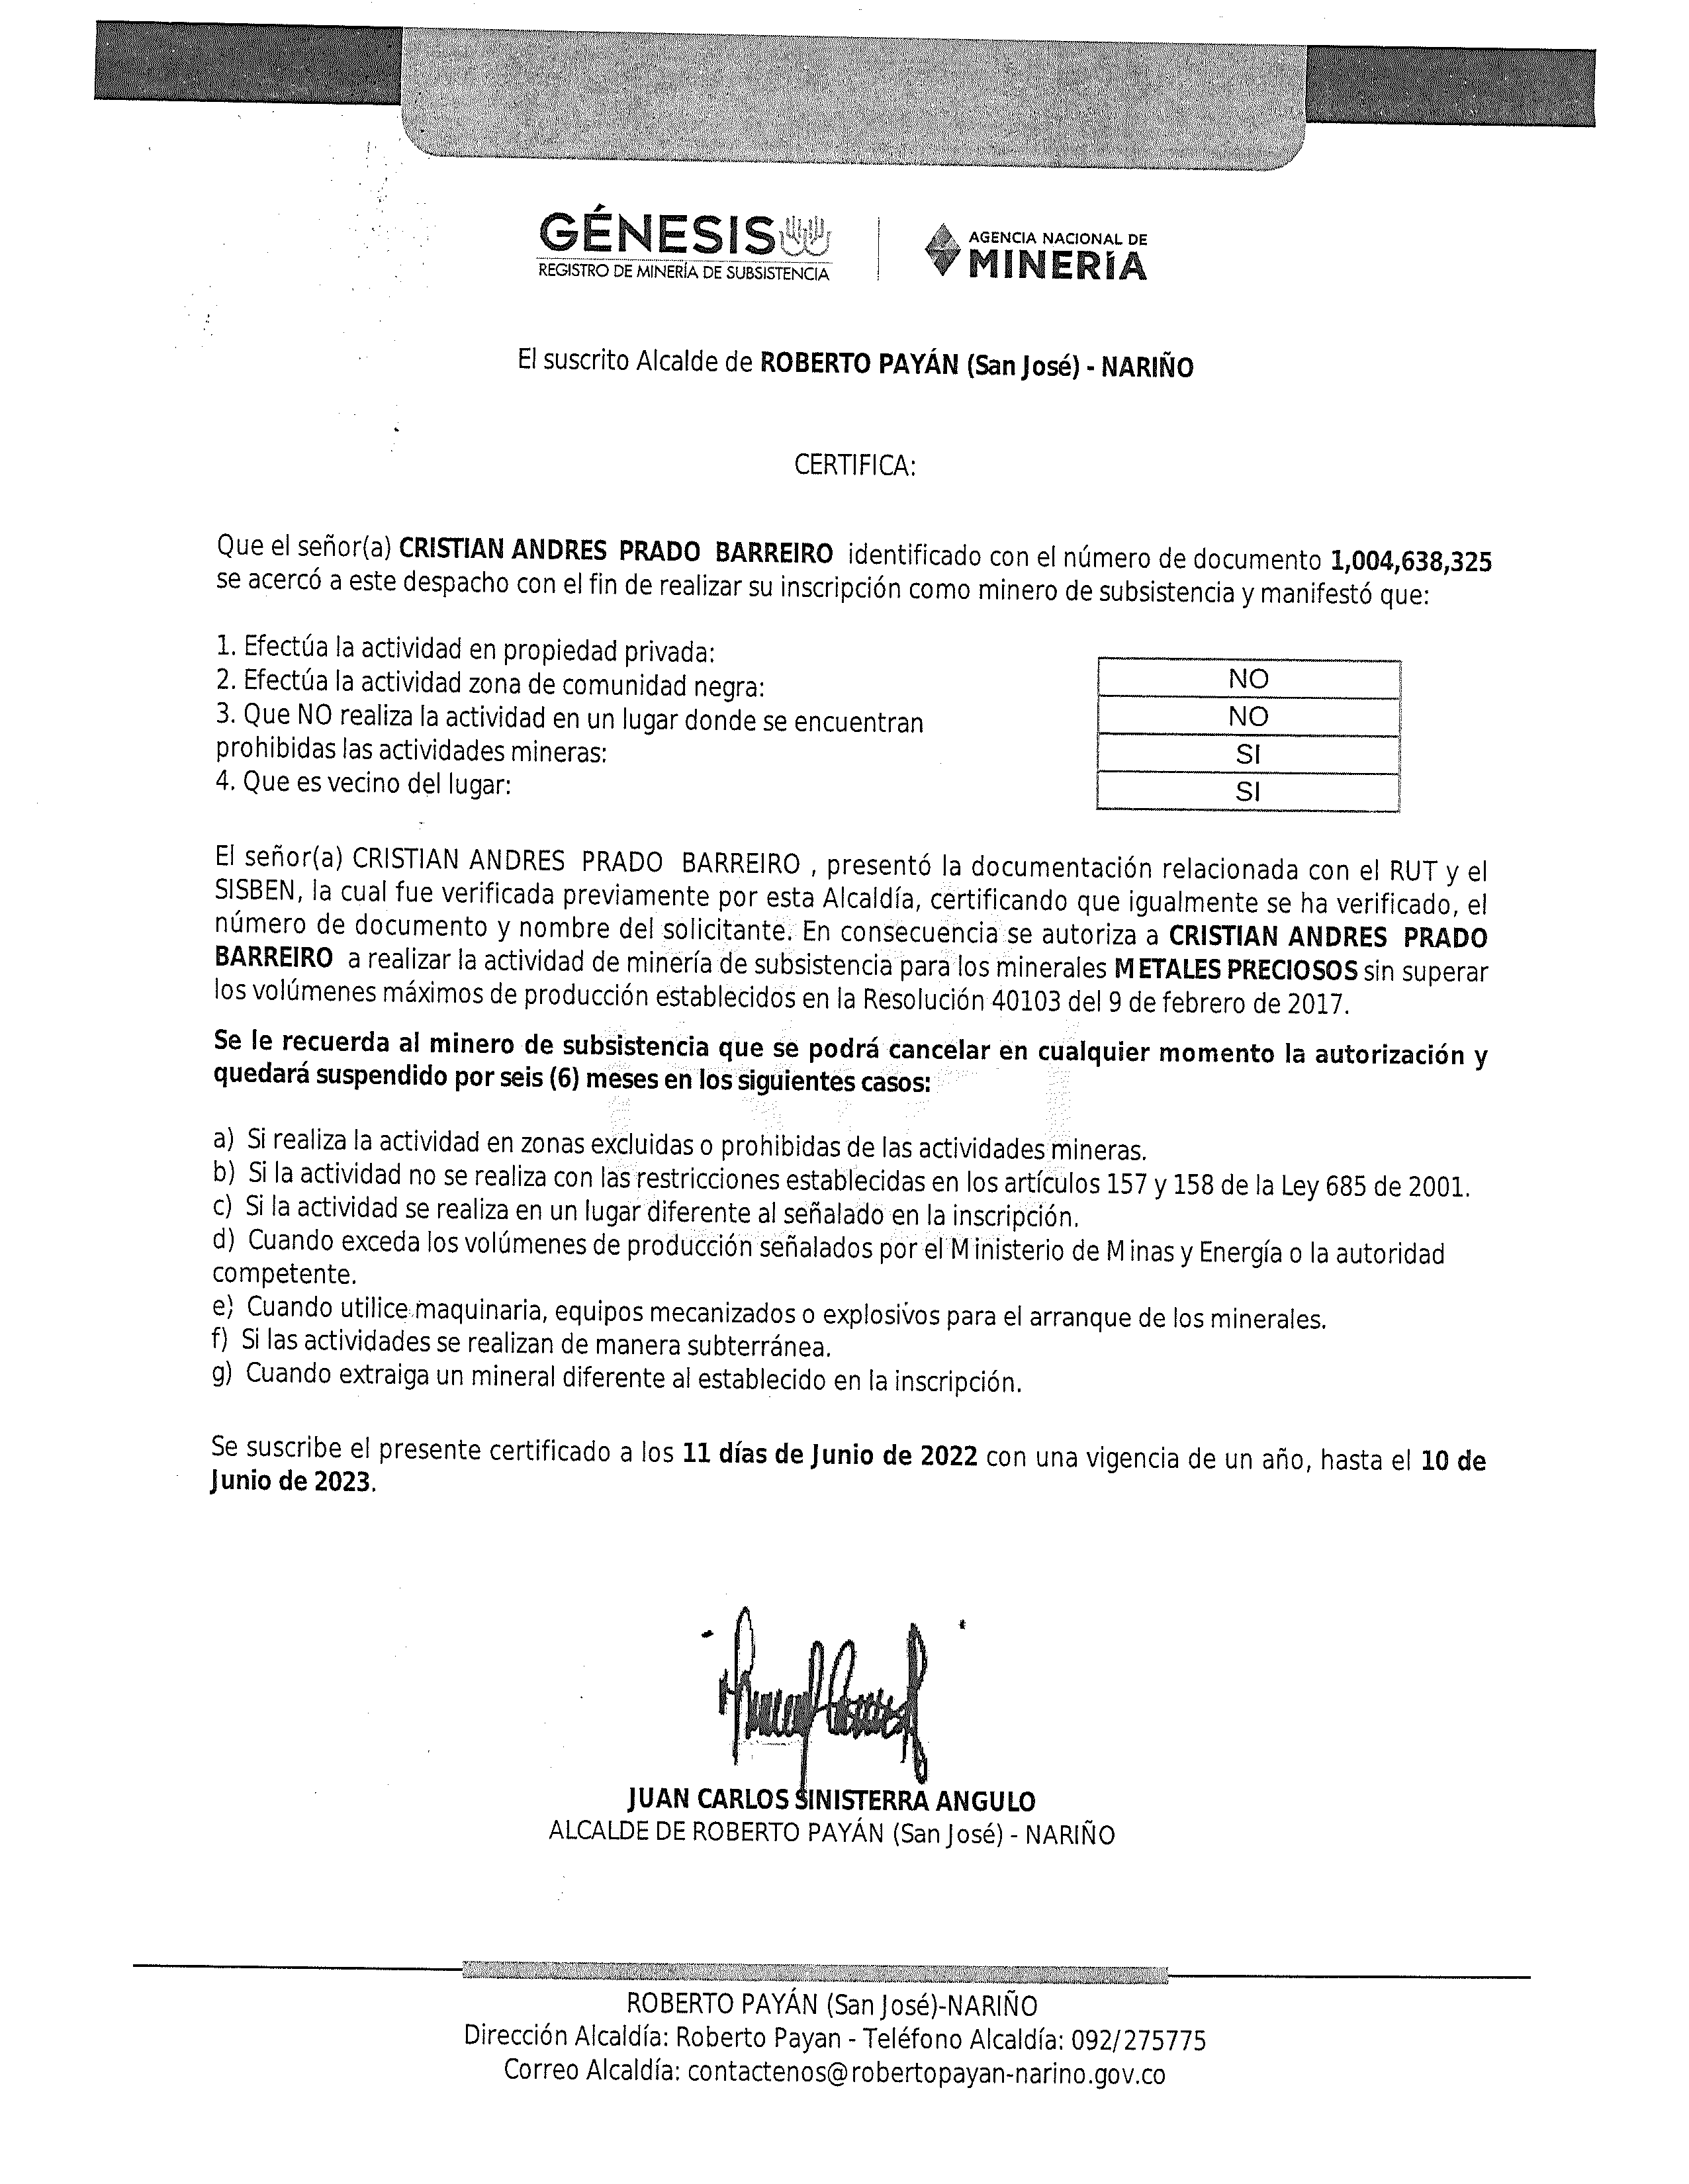 GÉNESIS
REGISTRO DE MINERÍA DE SUBSISTENCIA
AGENCIA NACIONAL DE
MINERÍA
El suscrito Alcalde de ROBERTO PAYÁN (San José) - NARIÑO
CERTIFICA:
Que el señor(a) CRISTIAN ANDRES PRADO BARREIRO identificado con el número de documento 1,004,638,325
se acercó a este despacho con el fin de realizar su inscripción como minero de subsistencia y manifestó que:
1. Efectúa la actividad en propiedad privada:
NO
2. Efectúa la actividad zona de comunidad negra:
NO
3. Que NO realiza la actividad en un lugar donde se encuentran
prohibidas las actividades mineras:
SI
4. Que es vecino del lugar:
SI
El señor(a) CRISTIAN ANDRES PRADO BARREIRO , presentó la documentación relacionada con el RUT y el
SISBEN, la cual fue verificada previamente por esta Alcaldía, certificando que igualmente se ha verificado, el
número de documento y nombre del solicitante. En consecuencia se autoriza a CRISTIAN ANDRES PRADO
BARREIRO a realizar la actividad de minería de subsistencia para los minerales METALES PRECIOSOS sin superar
los volúmenes máximos de producción establecidos en la Resolución 40103 del 9 de febrero de 2017.
Se le recuerda al minero de subsistencia que se podrá cancelar en cualquier momento la autorización y
quedará suspendido por seis (6) meses en los siguientes casos:
a) Si realiza la actividad en zonas excluidas o prohibidas de las actividades mineras.
b) Si la actividad no se realiza con las restricciones establecidas en los artículos 157 y 158 de la Ley 685 de 2001.
c) Si la actividad se realiza en un lugar diferente al señalado en la inscripción.
d) Cuando exceda los volúmenes de producción señalados por el Ministerio de Minas y Energía o la autoridad
competente.
e) Cuando utilice maquinaria, equipos mecanizados o explosivos para el arranque de los minerales.
f) Si las actividades se realizan de manera subterránea.
g) Cuando extraiga un mineral diferente al establecido en la inscripción.
Se suscribe el presente certificado a los 11 días de Junio de 2022 con una vigencia de un año, hasta el 10 de
Junio de 2023.
JUAN CARLOS SINISTERRA ANGULO
ALCALDE DE ROBERTO PAYÁN (San José) - NARIÑO
ROBERTO PAYÁN (San José)-NARIÑO
Dirección Alcaldía: Roberto Payan - Teléfono Alcaldía: 092/275775
Correo Alcaldía: contactenos@robertopayan-narino.gov.co